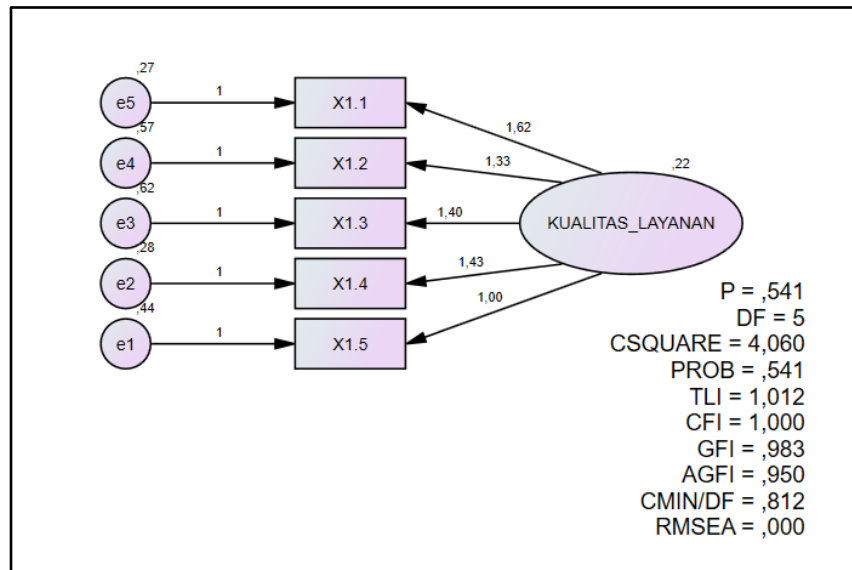 ,27
e5
1
X1.1
1,62
,57
e4
1
X1.2
1,33
,22
,62
e3
1
X1.3
1,40
KUALITAS_LAYANAN
,28
e2
1
X1.4
1,43
,44
e1
1
X1.5
1,00
P = ,541
DF = 5
CSQUARE = 4,060
PROB = ,541
TLI = 1,012
CFI = 1,000
GFI = ,983
AGFI = ,950
CMIN/DF = ,812
RMSEA = ,000